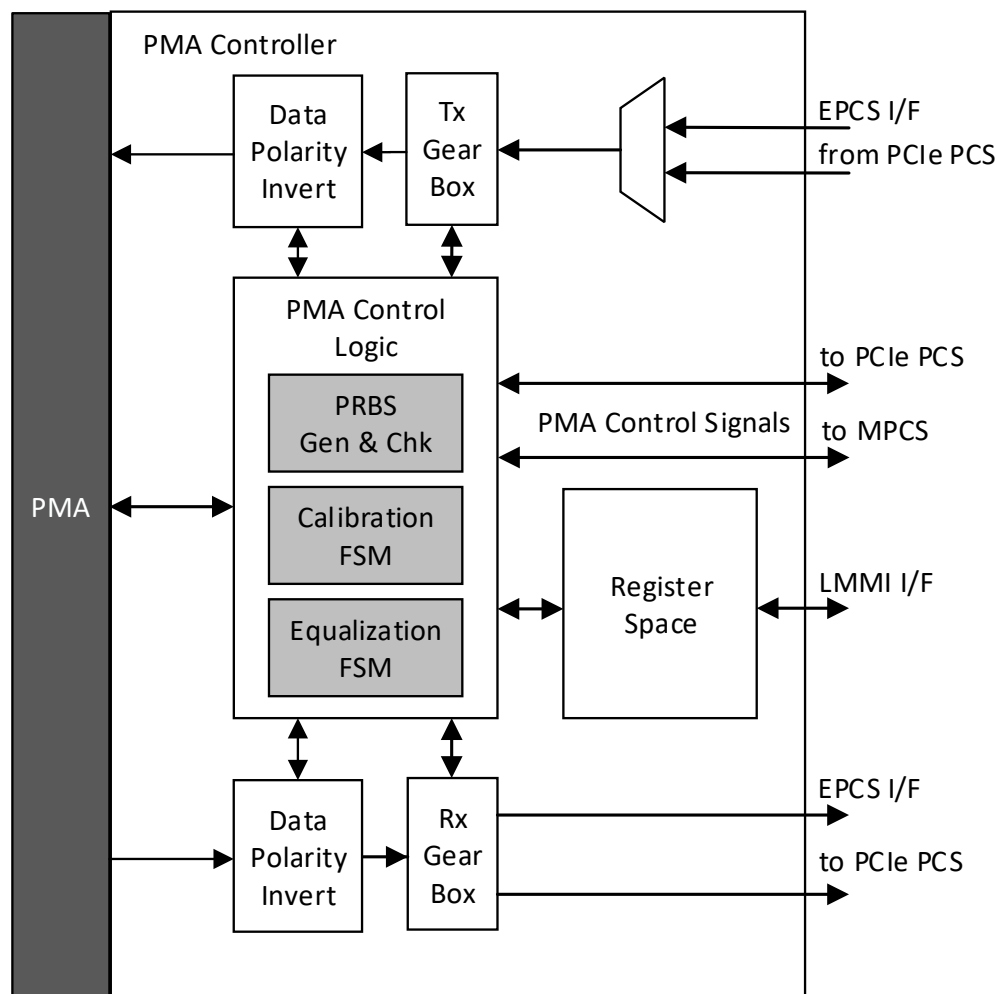 PMA Controller
Data
Polarity
Invert
Tx
Gear
Box
EPCS I/F
from PCIe PCS
PMA Control
Logic
PRBS
Gen & Chk
Calibration
FSM
Equalization
FSM
PMA
to PCIe PCS
PMA Control Signals
to MPCS
Register
Space
LMMI I/F
Data
Polarity
Invert
Rx
Gear
Box
EPCS I/F
to PCIe PCS